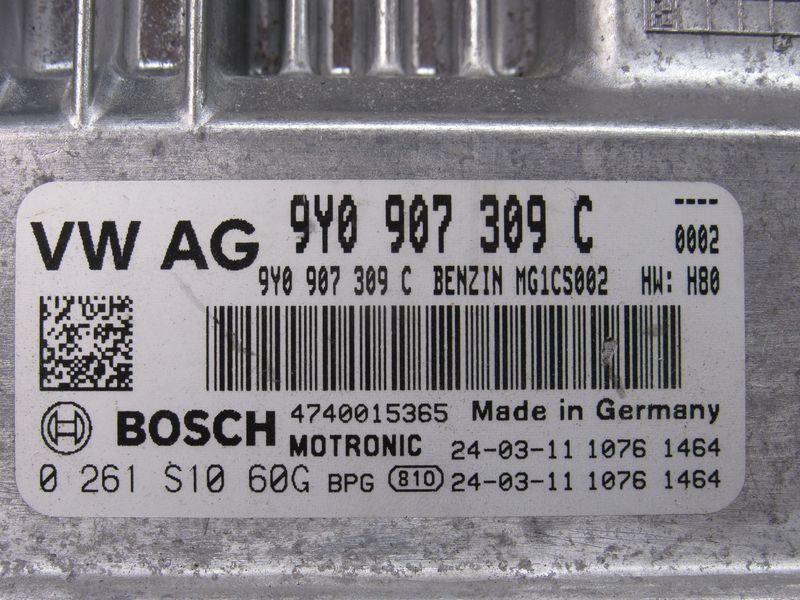 VW AG 9Y0 907 309 C ----
0002
9Y0 907 309 C BENZIN MG1CS002 HW: H80
BOSCH 4740015365 Made in Germany
MOTRONIC 24-03-11 1076 1464
0 261 S10 60G BPG 810 24-03-11 1076 1464